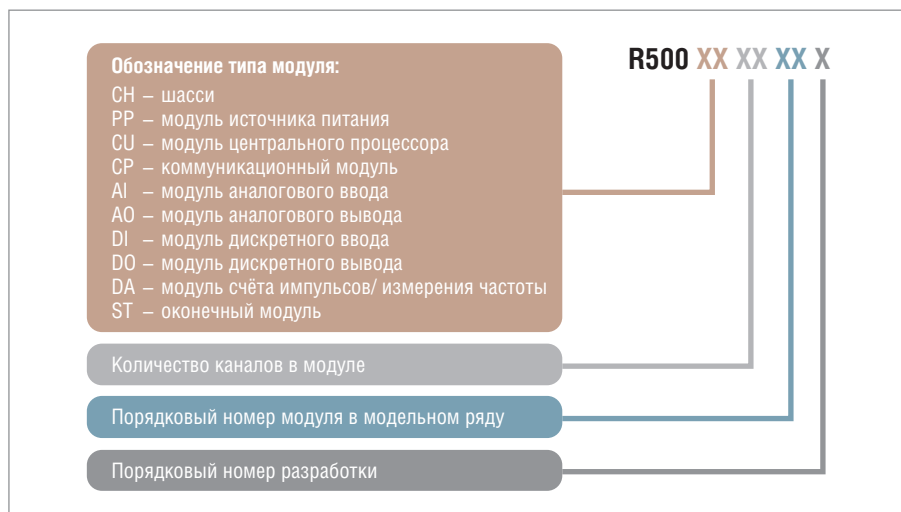 R500 XX XX XX X
Обозначение типа модуля:
CH – шасси
PP – модуль источника питания
CU – модуль центрального процессора
CP – коммуникационный модуль
AI – модуль аналогового ввода
AO – модуль аналогового вывода
DI – модуль дискретного ввода
DO – модуль дискретного вывода
DA – модуль счёта импульсов/ измерения частоты
ST – оконечный модуль
Количество каналов в модуле
Порядковый номер модуля в модельном ряду
Порядковый номер разработки